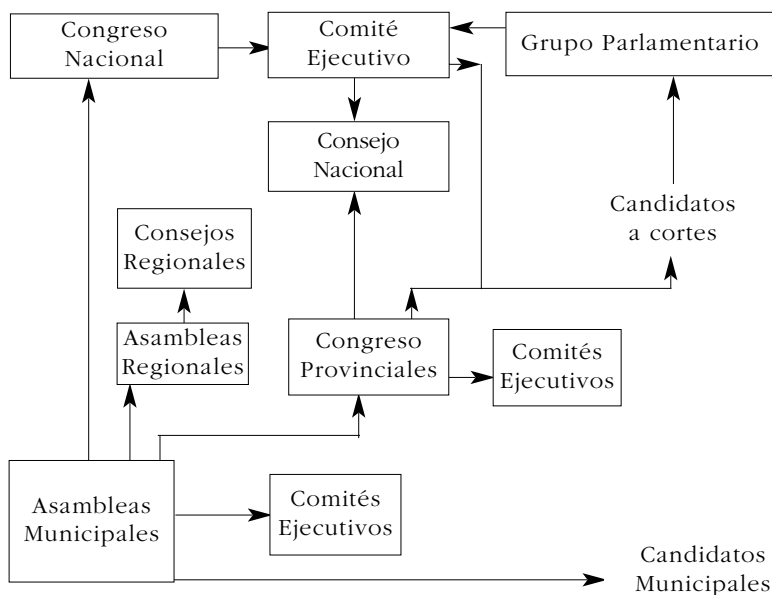 Congreso
Nacional
Comité
Ejecutivo
Grupo Parlamentario
Consejo
Nacional
Candidatos
a cortes
Consejos
Regionales
Asambleas
Regionales
Congreso
Provinciales
Comités
Ejecutivos
Asambleas
Municipales
Comités
Ejecutivos
Candidatos
Municipales